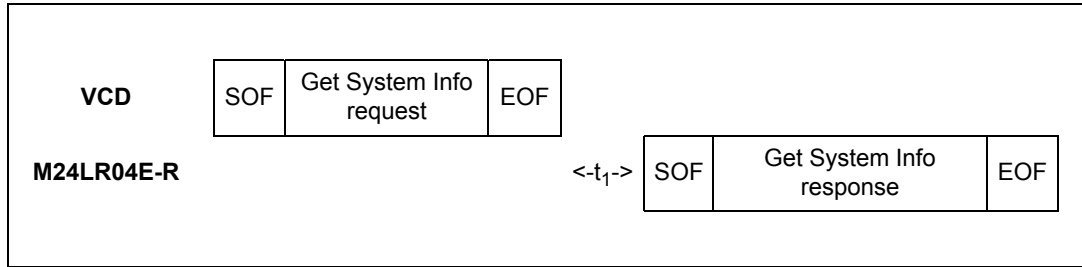 VCD
SOF
Get System Info
request
EOF
M24LR04E-R
<-t₁->
SOF
Get System Info
response
EOF